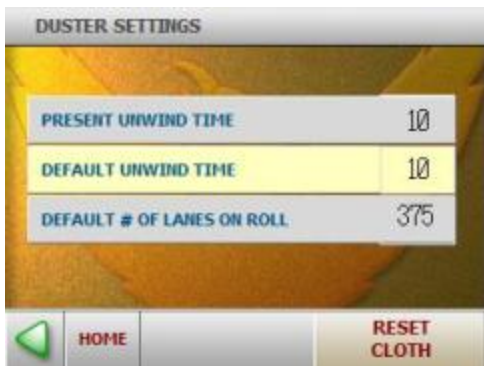 DUSTER SETTINGS
PRESENT UNWIND TIME 10
DEFAULT UNWIND TIME 10
DEFAULT # OF LANES ON ROLL 375
HOME
RESET
CLOTH